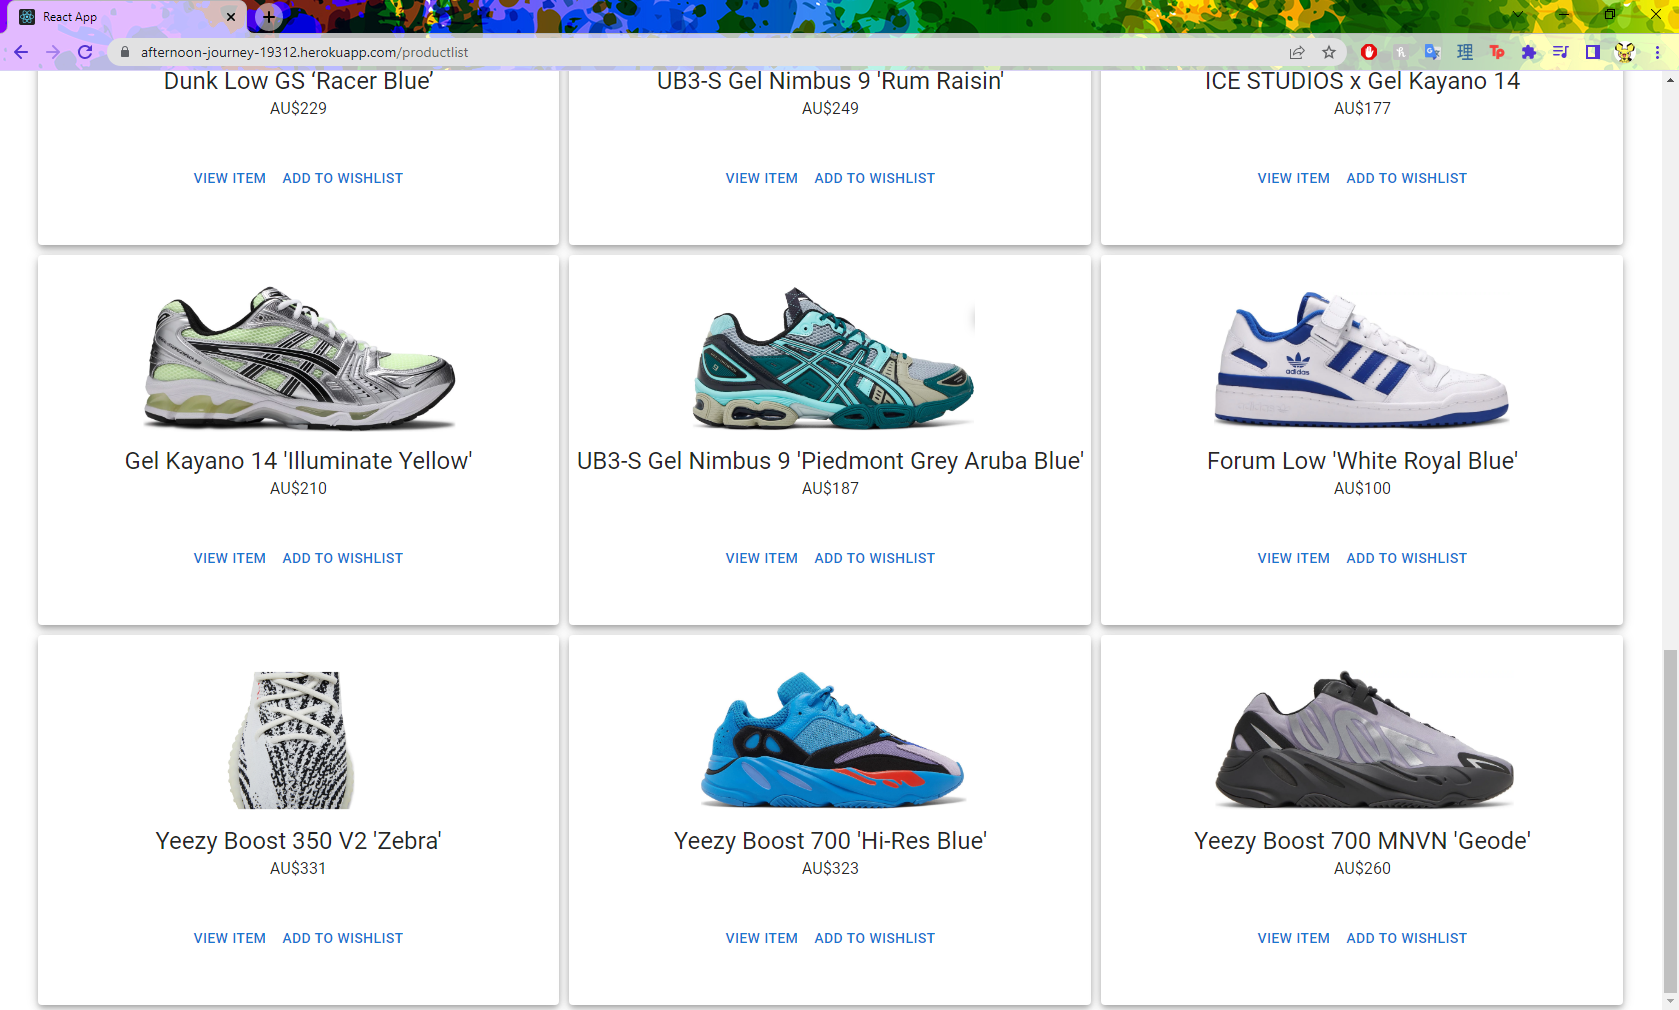 React App
afternoon-journey-19312.herokuapp.com/productlist
Dunk Low GS ‘Racer Blue’
AU$229
VIEW ITEM ADD TO WISHLIST
UB3-S Gel Nimbus 9 'Rum Raisin'
AU$249
VIEW ITEM ADD TO WISHLIST
ICE STUDIOS x Gel Kayano 14
AU$177
VIEW ITEM ADD TO WISHLIST
Gel Kayano 14 'Illuminate Yellow'
AU$210
VIEW ITEM ADD TO WISHLIST
UB3-S Gel Nimbus 9 'Piedmont Grey Aruba Blue'
AU$187
VIEW ITEM ADD TO WISHLIST
adidas
Forum Low 'White Royal Blue'
AU$100
VIEW ITEM ADD TO WISHLIST
Yeezy Boost 350 V2 'Zebra'
AU$331
VIEW ITEM ADD TO WISHLIST
Yeezy Boost 700 'Hi-Res Blue'
AU$323
VIEW ITEM ADD TO WISHLIST
Yeezy Boost 700 MNVN 'Geode'
AU$260
VIEW ITEM ADD TO WISHLIST